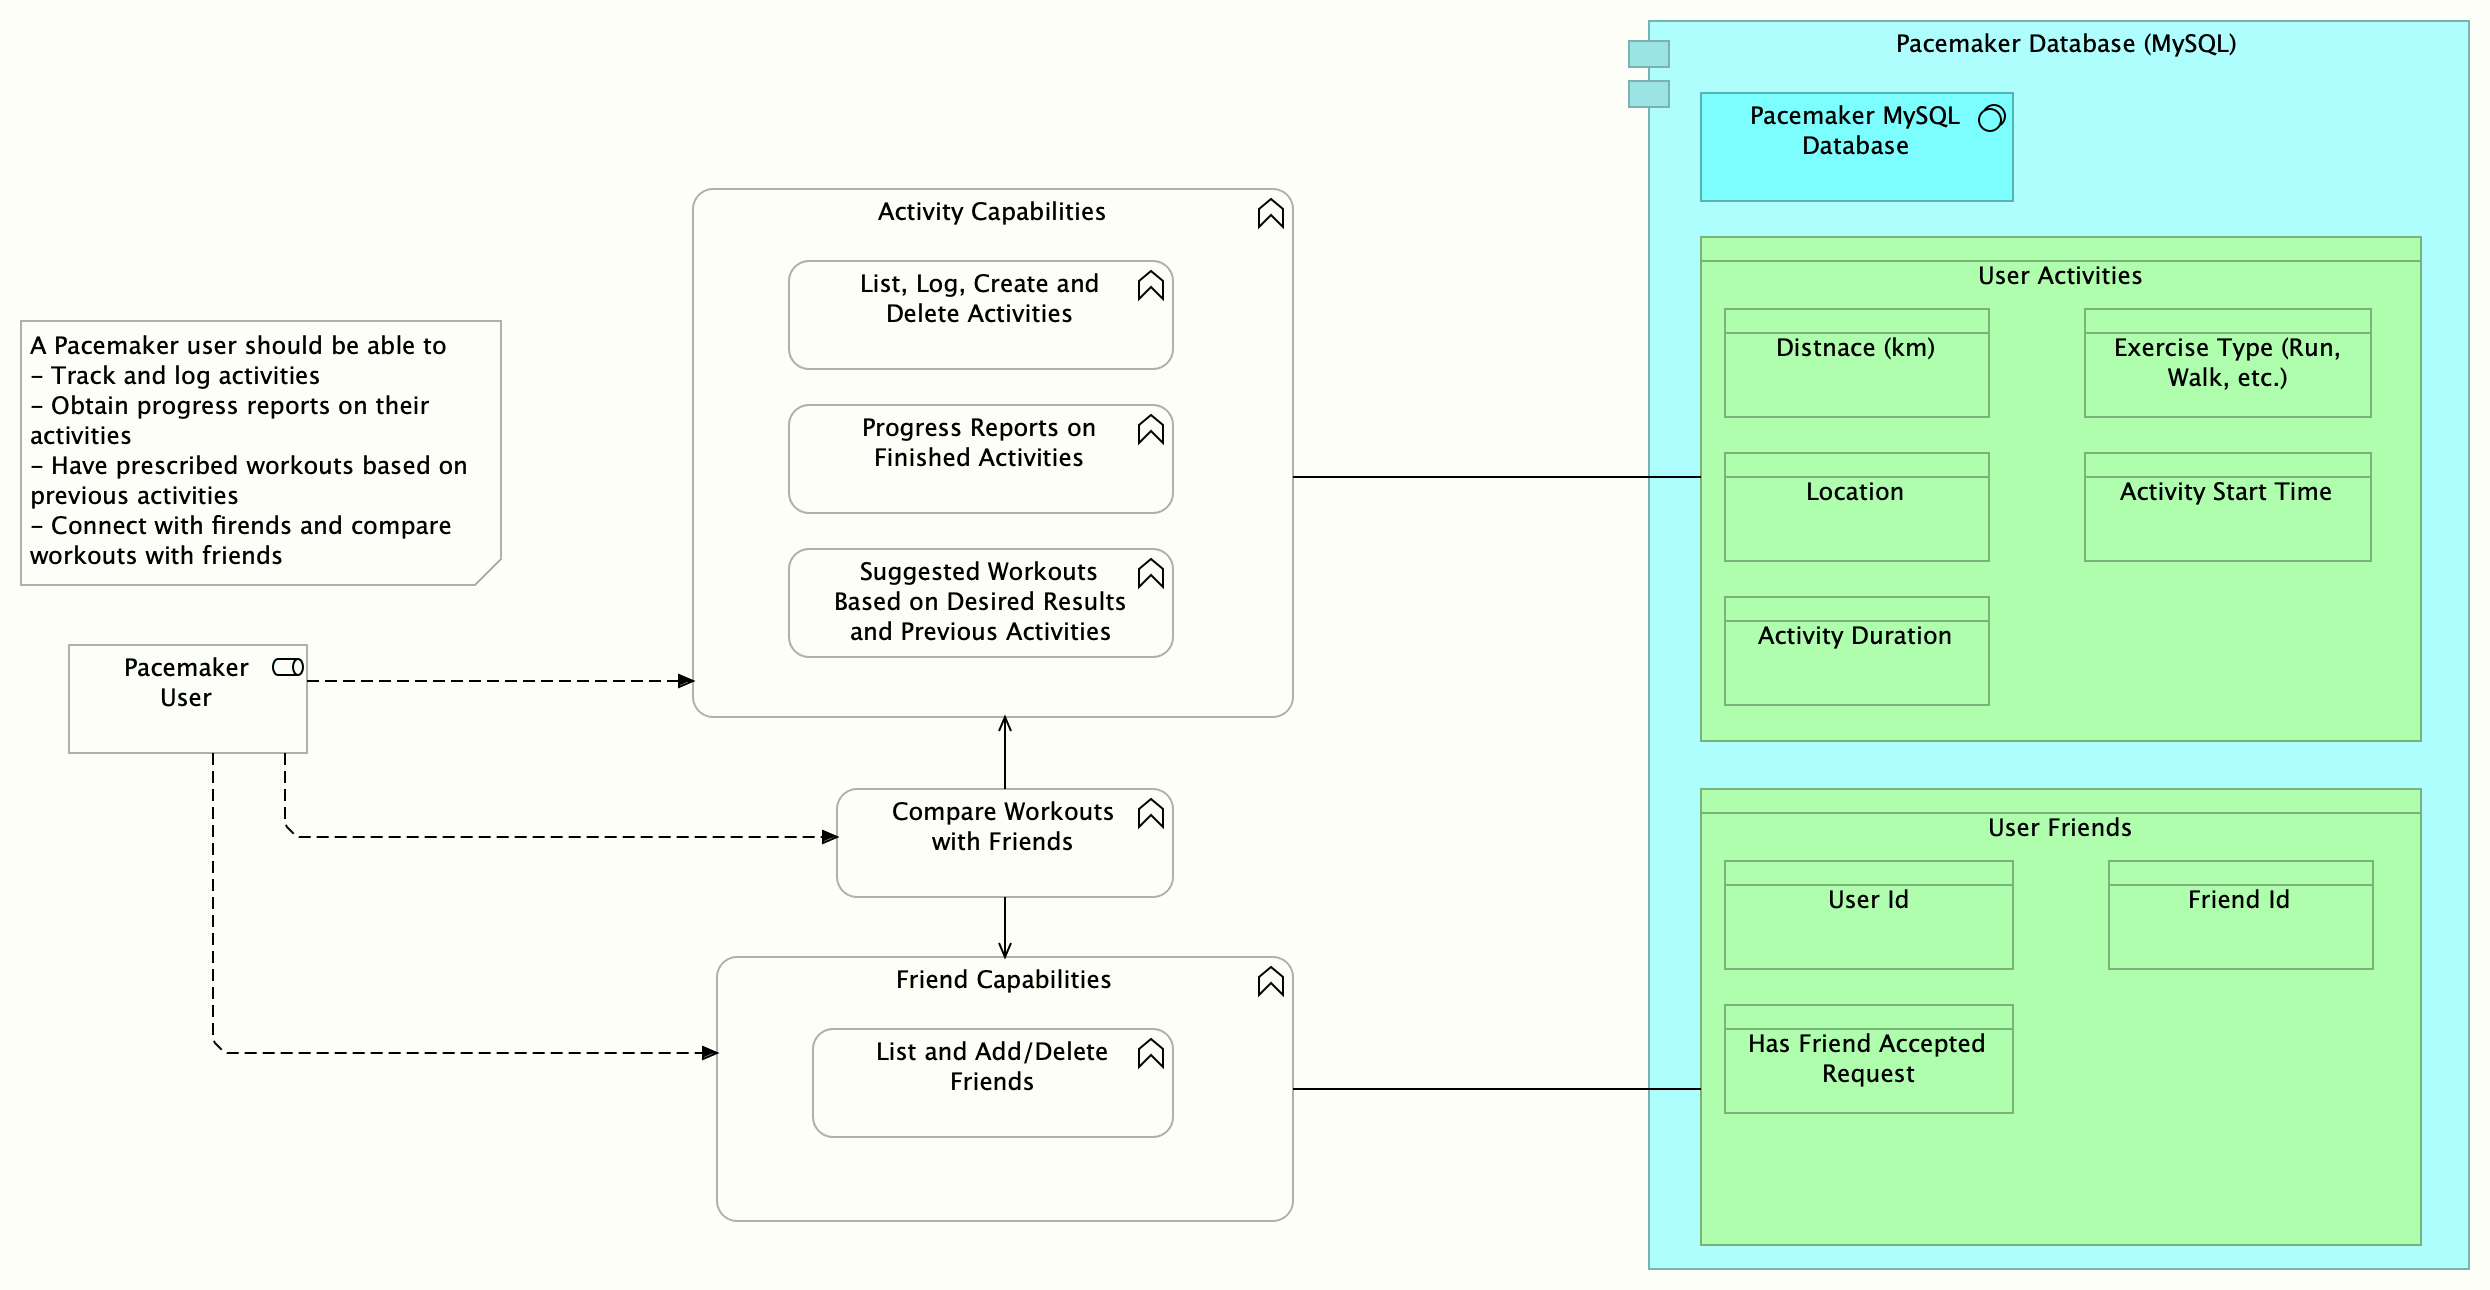 A Pacemaker user should be able to
- Track and log activities
- Obtain progress reports on their
activities
- Have prescribed workouts based on
previous activities
- Connect with firends and compare
workouts with friends
Pacemaker
User
Activity Capabilities
List, Log, Create and
Delete Activities
Progress Reports on
Finished Activities
Suggested Workouts
Based on Desired Results
and Previous Activities
Compare Workouts
with Friends
Friend Capabilities
List and Add/Delete
Friends
Pacemaker Database (MySQL)
Pacemaker MySQL
Database
User Activities
Distnace (km)
Exercise Type (Run,
Walk, etc.)
Location
Activity Start Time
Activity Duration
User Friends
User Id
Friend Id
Has Friend Accepted
Request